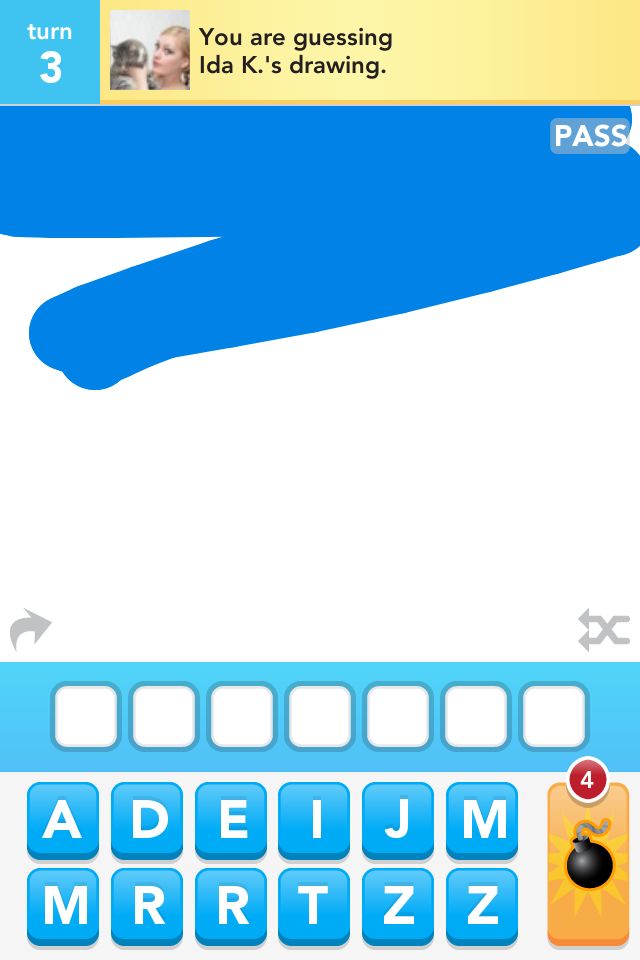 turn
3
You are guessing
Ida K.'s drawing.
PASS
4
A D E I J M
M R R T Z Z